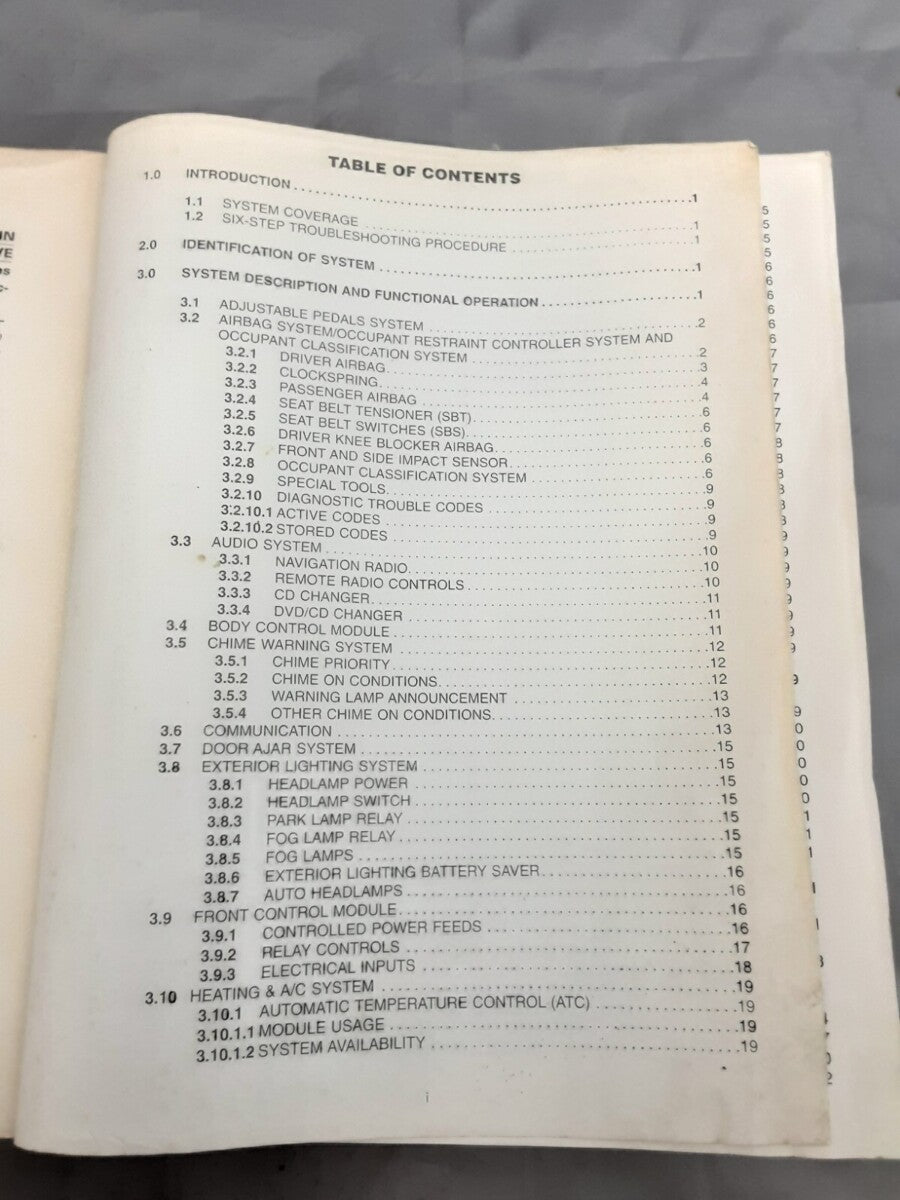 TABLE OF CONTENTS
1.0 INTRODUCTION . . . . . . . . . . . . . . . . . . . . . . . . . . . . . . .1
1.1 SYSTEM COVERAGE . . . . . . . . . . . . . . . . . . . . . . . . . .1
1.2 SIX-STEP TROUBLESHOOTING PROCEDURE . . . . . . . . . .1
2.0 IDENTIFICATION OF SYSTEM . . . . . . . . . . . . . . . . . . . .1
3.0 SYSTEM DESCRIPTION AND FUNCTIONAL OPERATION . . . . . . . .1
3.1 ADJUSTABLE PEDALS SYSTEM . . . . . . . . . . . . . . . . . .2
3.2 AIRBAG SYSTEM/OCCUPANT RESTRAINT CONTROLLER SYSTEM AND
OCCUPANT CLASSIFICATION SYSTEM . . . . . . . . . . . . . . .2
3.2.1 DRIVER AIRBAG. . . . . . . . . . . . . . . . . . . . . .3
3.2.2 CLOCKSPRING. . . . . . . . . . . . . . . . . . . . . . .4
3.2.3 PASSENGER AIRBAG . . . . . . . . . . . . . . . . . . . .4
3.2.4 SEAT BELT TENSIONER (SBT). . . . . . . . . . . . . . . .6
3.2.5 SEAT BELT SWITCHES (SBS). . . . . . . . . . . . . . . . .6
3.2.6 DRIVER KNEE BLOCKER AIRBAG. . . . . . . . . . . . . . . .6
3.2.7 FRONT AND SIDE IMPACT SENSOR. . . . . . . . . . . . . . .6
3.2.8 OCCUPANT CLASSIFICATION SYSTEM . . . . . . . . . . . . .6
3.2.9 SPECIAL TOOLS. . . . . . . . . . . . . . . . . . . . . .9
3.2.10 DIAGNOSTIC TROUBLE CODES . . . . . . . . . . . . . . . .9
3.2.10.1 ACTIVE CODES . . . . . . . . . . . . . . . . . . . . .9
3.2.10.2 STORED CODES . . . . . . . . . . . . . . . . . . . . .9
3.3 AUDIO SYSTEM . . . . . . . . . . . . . . . . . . . . . . . . .10
3.3.1 NAVIGATION RADIO. . . . . . . . . . . . . . . . . . . . .10
3.3.2 REMOTE RADIO CONTROLS . . . . . . . . . . . . . . . . . .10
3.3.3 CD CHANGER. . . . . . . . . . . . . . . . . . . . . . . .11
3.3.4 DVD/CD CHANGER . . . . . . . . . . . . . . . . . . . . .11
3.4 BODY CONTROL MODULE . . . . . . . . . . . . . . . . . . . . . .11
3.5 CHIME WARNING SYSTEM . . . . . . . . . . . . . . . . . . . . .12
3.5.1 CHIME PRIORITY . . . . . . . . . . . . . . . . . . . . .12
3.5.2 CHIME ON CONDITIONS. . . . . . . . . . . . . . . . . . .12
3.5.3 WARNING LAMP ANNOUNCEMENT . . . . . . . . . . . . . . . .13
3.5.4 OTHER CHIME ON CONDITIONS. . . . . . . . . . . . . . . . .13
3.6 COMMUNICATION . . . . . . . . . . . . . . . . . . . . . . . . .13
3.7 DOOR AJAR SYSTEM . . . . . . . . . . . . . . . . . . . . . . .15
3.8 EXTERIOR LIGHTING SYSTEM . . . . . . . . . . . . . . . . . . . .15
3.8.1 HEADLAMP POWER . . . . . . . . . . . . . . . . . . . . .15
3.8.2 HEADLAMP SWITCH . . . . . . . . . . . . . . . . . . . . .15
3.8.3 PARK LAMP RELAY . . . . . . . . . . . . . . . . . . . . .15
3.8.4 FOG LAMP RELAY . . . . . . . . . . . . . . . . . . . . .15
3.8.5 FOG LAMPS . . . . . . . . . . . . . . . . . . . . . . . .15
3.8.6 EXTERIOR LIGHTING BATTERY SAVER. . . . . . . . . . . . . .16
3.8.7 AUTO HEADLAMPS . . . . . . . . . . . . . . . . . . . . .16
3.9 FRONT CONTROL MODULE. . . . . . . . . . . . . . . . . . . . . .16
3.9.1 CONTROLLED POWER FEEDS . . . . . . . . . . . . . . . . .16
3.9.2 RELAY CONTROLS . . . . . . . . . . . . . . . . . . . . .17
3.9.3 ELECTRICAL INPUTS . . . . . . . . . . . . . . . . . . . .18
3.10 HEATING & A/C SYSTEM . . . . . . . . . . . . . . . . . . . . .19
3.10.1 AUTOMATIC TEMPERATURE CONTROL (ATC) . . . . . . . . . .19
3.10.1.1 MODULE USAGE . . . . . . . . . . . . . . . . . . . . .19
3.10.1.2 SYSTEM AVAILABILITY . . . . . . . . . . . . . . . . . .19
i